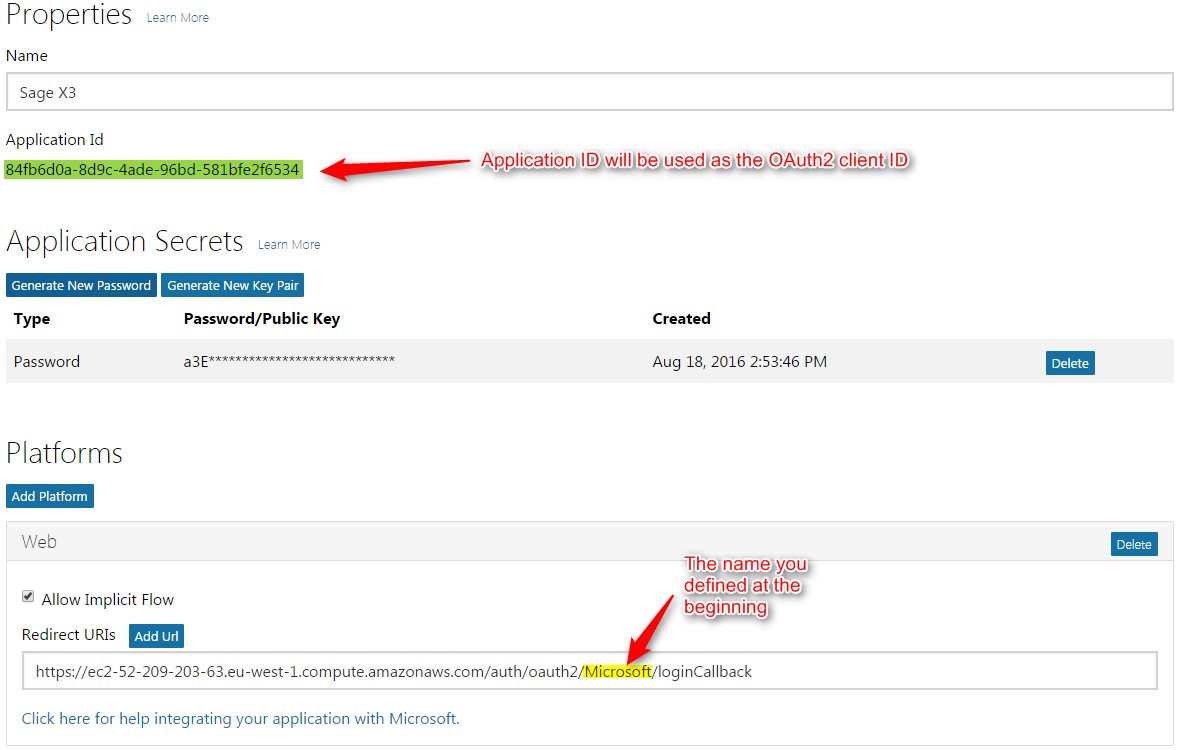 Properties Learn More
Name
Sage X3
Application Id
84fb6d0a-8d9c-4ade-96bd-581bfe2f6534
Application ID will be used as the OAuth2 client ID
Application Secrets Learn More
Generate New Password Generate New Key Pair
Type Password/Public Key Created
Password a3E**************************** Aug 18, 2016 2:53:46 PM Delete
Platforms
Add Platform
Web Delete
The name you
defined at the
beginning
Allow Implicit Flow
Redirect URIs Add Url
https://ec2-52-209-203-63.eu-west-1.compute.amazonaws.com/auth/oauth2/Microsoft/loginCallback
Click here for help integrating your application with Microsoft.